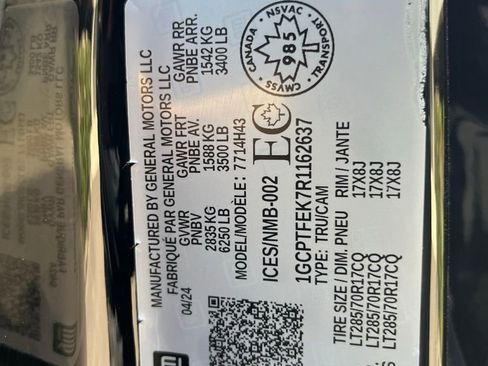 MANUFACTURED BY GENERAL MOTORS LLC
FABRIQUÉ PAR GENERAL MOTORS LLC
04/24
GVWR
PNBV
2835 KG
6250 LB
GAWR FRT
PNBE AV.
1588 KG
3500 LB
GAWR RR
PNBE ARR.
1542 KG
3400 LB
MODEL/MODÈLE: 7714H43
ICES/NMB-002
EC
CANADA
NSVAC
985
CMVSS
TRANSPORT
1GCPTFEK7R1162637
TYPE: TRU/CAM
TIRE SIZE / DIM. PNEU RIM / JANTE
LT285/70R17CQ 17X8J
LT285/70R17CQ 17X8J
LT285/70R17CQ 17X8J
gm